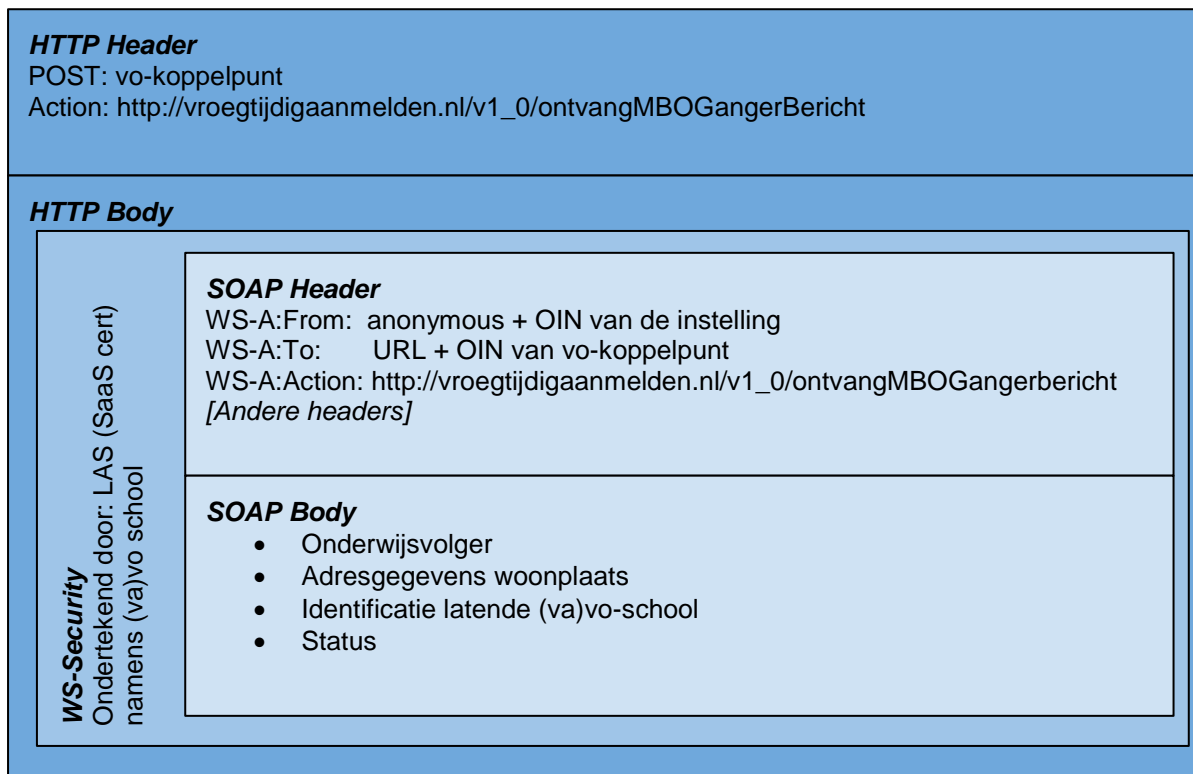 HTTP Header
POST: vo-koppelpunt
Action: http://vroegtijdigaanmelden.nl/v1_0/ontvangMBOGangerBericht
HTTP Body
WS-Security
Ondertekend door: LAS (SaaS cert)
namens (va)vo school
SOAP Header
WS-A:From: anonymous + OIN van de instelling
WS-A:To: URL + OIN van vo-koppelpunt
WS-A:Action: http://vroegtijdigaanmelden.nl/v1_0/ontvangMBOGangerbericht
[Andere headers]
SOAP Body
• Onderwijsvolger
• Adresgegevens woonplaats
• Identificatie latende (va)vo-school
• Status